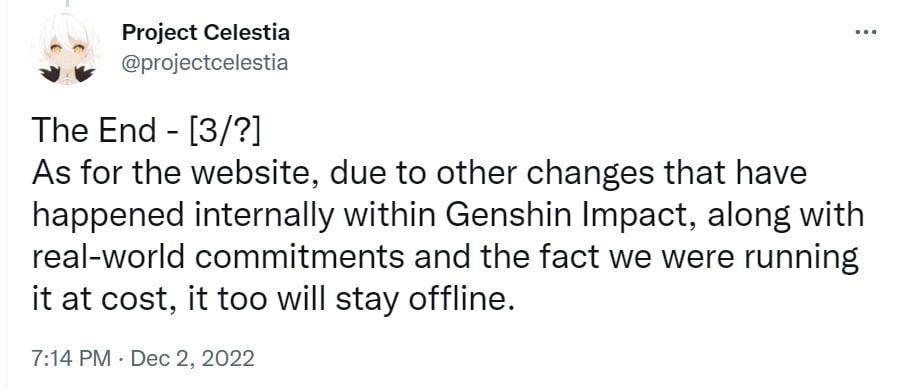 Project Celestia
@projectcelestia
The End - [3/?]
As for the website, due to other changes that have
happened internally within Genshin Impact, along with
real-world commitments and the fact we were running
it at cost, it too will stay offline.
7:14 PM · Dec 2, 2022